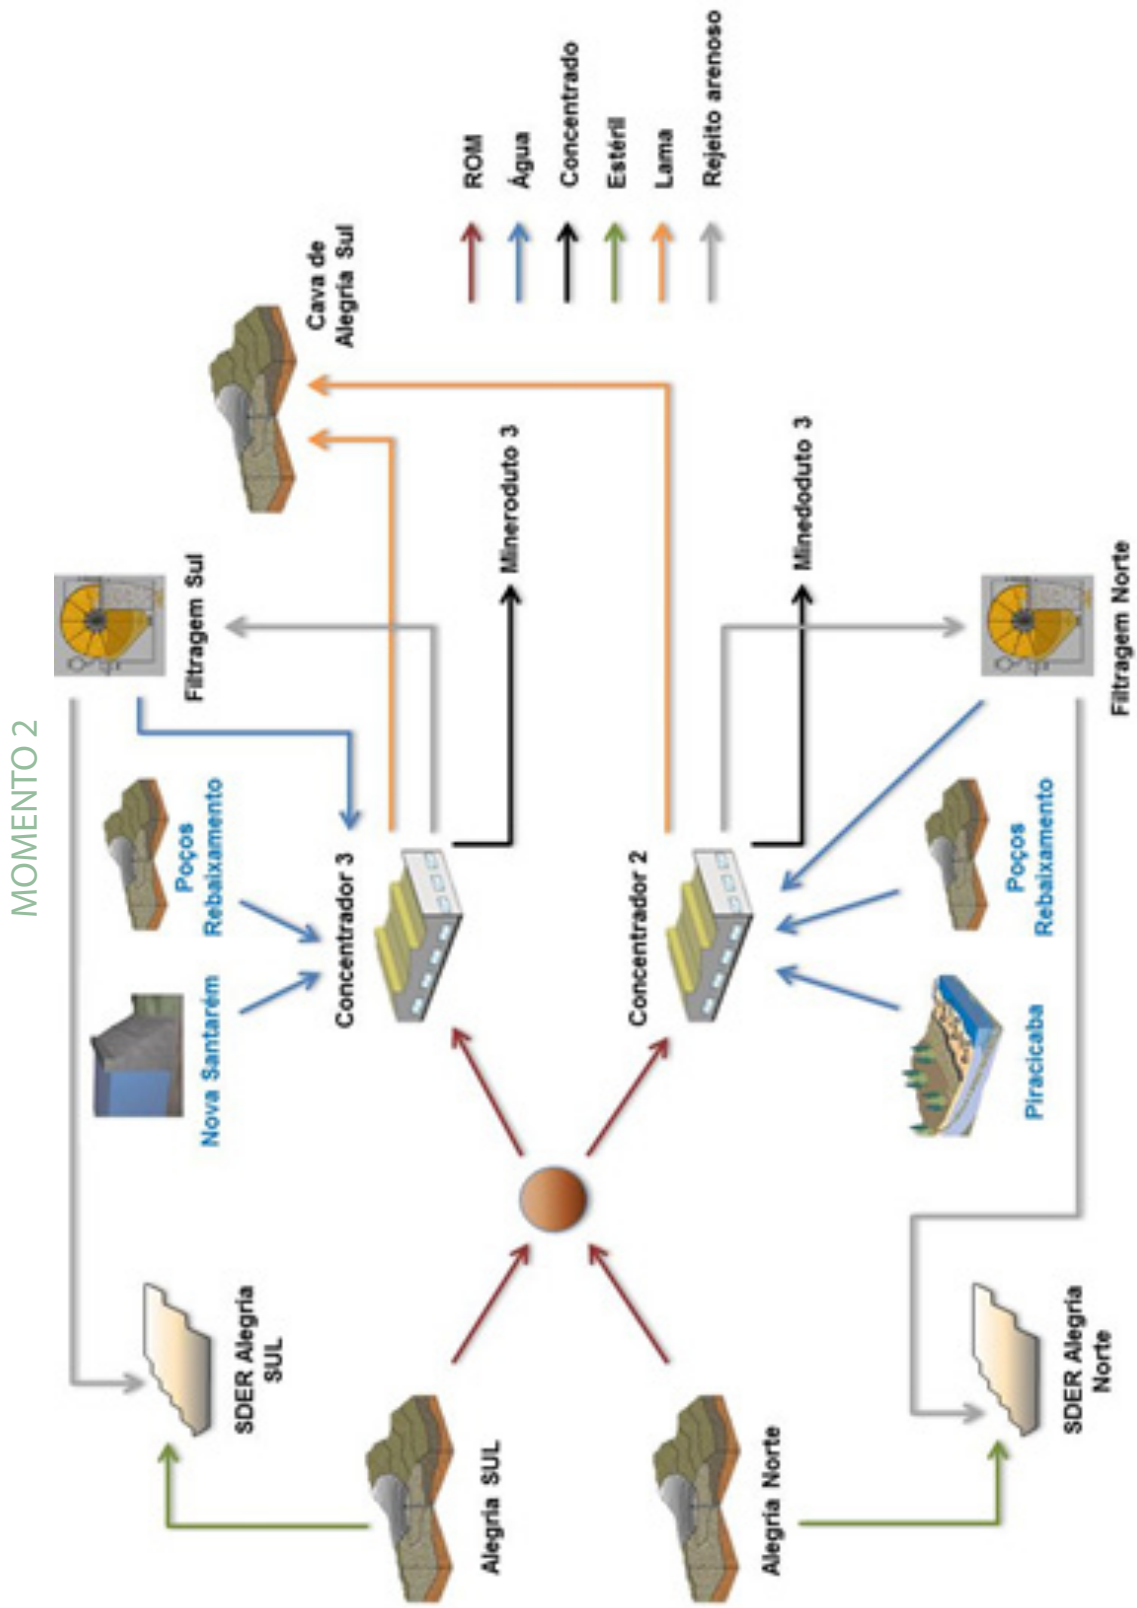 MOMENTO 2
Filtragem Sul
Cava de
Alegria Sul
Poços
Rebaixamento
Nova Santarém
SDER Alegria
SUL
Concentrador 3
Mineroduto 3
Alegria SUL
Concentrador 2
Minedoduto 3
Alegria Norte
Poços
Rebaixamento
Piracicaba
SDER Alegria
Norte
Filtragem Norte
ROM
Água
Concentrado
Estéril
Lama
Rejeito arenoso